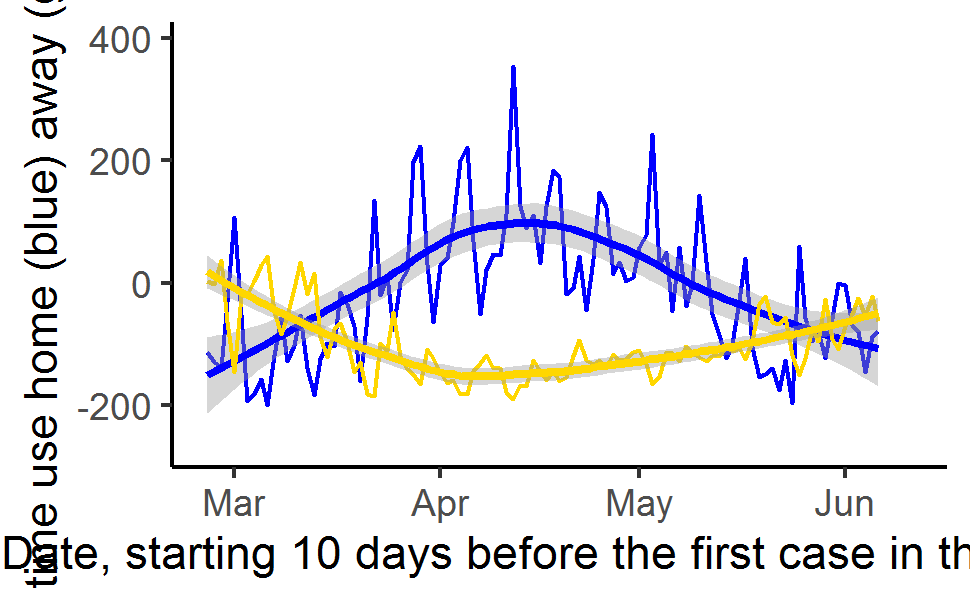 400
200
0
-200
time use home (blue) away (
Mar Apr May Jun
Date, starting 10 days before the first case in th